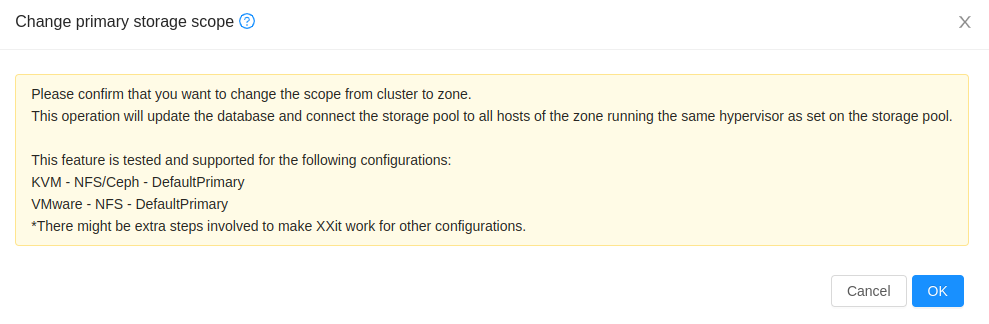 Change primary storage scope
Please confirm that you want to change the scope from cluster to zone.
This operation will update the database and connect the storage pool to all hosts of the zone running the same hypervisor as set on the storage pool.
This feature is tested and supported for the following configurations:
KVM - NFS/Ceph - DefaultPrimary
VMware - NFS - DefaultPrimary
*There might be extra steps involved to make XXit work for other configurations.
Cancel
OK